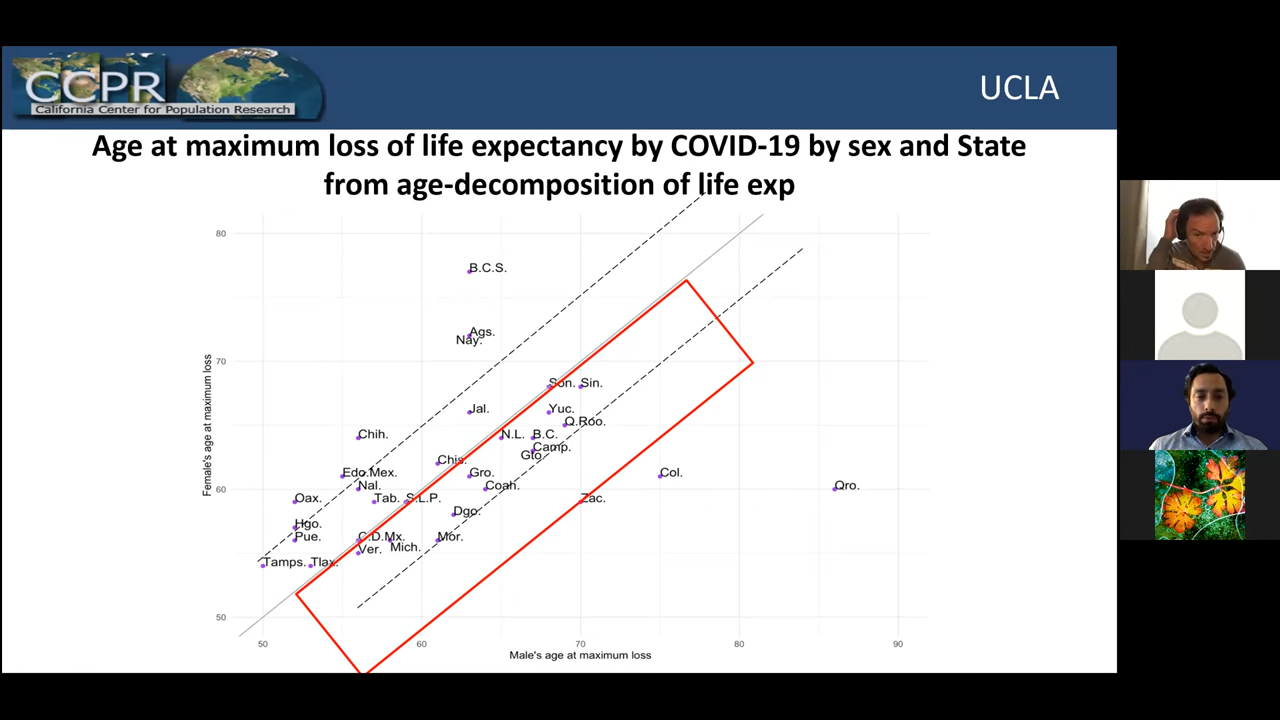 CCPR
California Center for Population Research
UCLA
Age at maximum loss of life expectancy by COVID-19 by sex and State
from age-decomposition of life exp
80
B.C.S.
Ags.
Nay.
70
Son. Sin.
Jal. Yuc.
Q.Roo.
Chih. N.L. B.C.
Camp.
Gto.
Chis.
Edo.Mex. Gro. Col.
60
Nal. Coah. Qro.
Oax. Tab. S.L.P. Zac.
Dgo.
Hgo.
Pue. C.D.Mx. Mor.
Ver. Mich.
Tamps. Tlax.
50
50 60 70 80 90
Male's age at maximum loss
Female's age at maximum loss